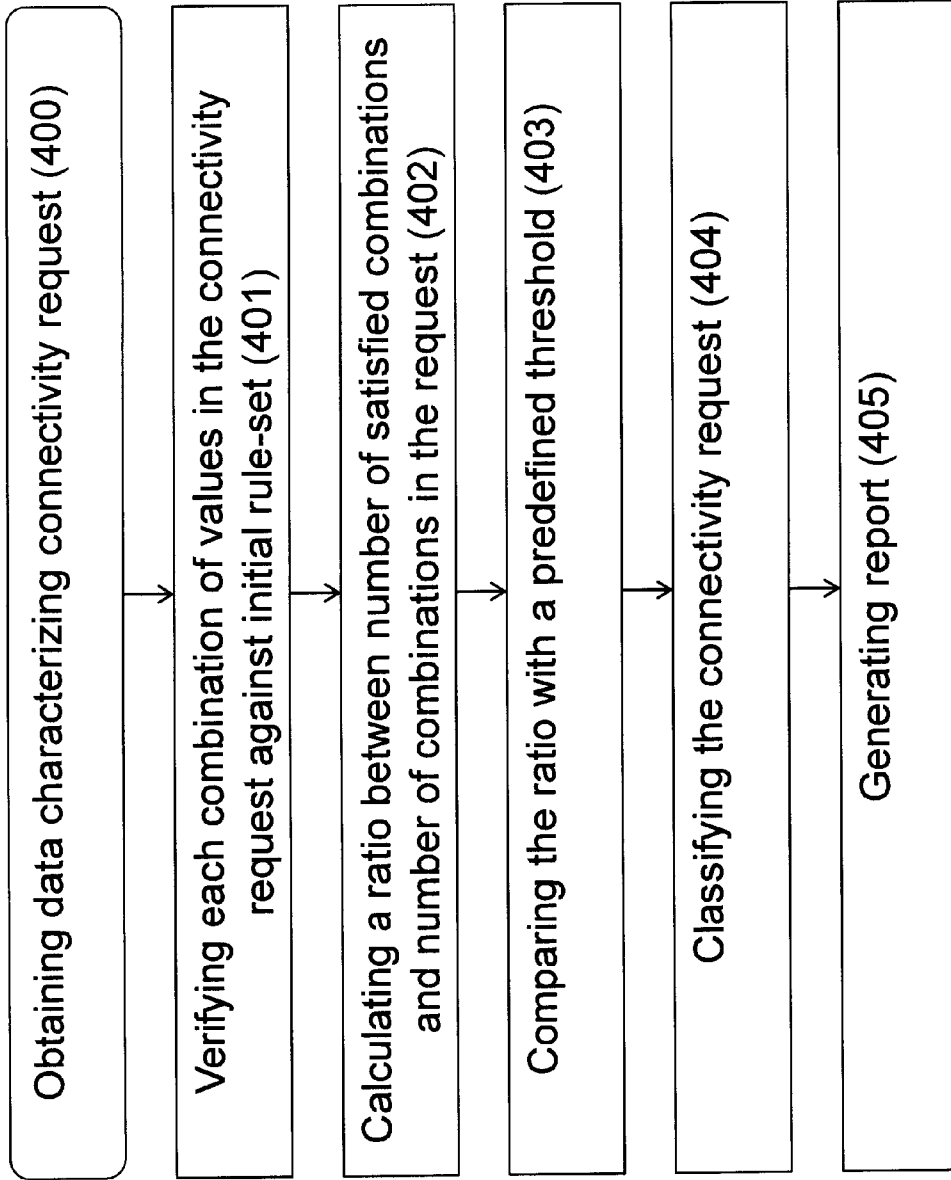 Obtaining data characterizing connectivity request (400)
Verifying each combination of values in the connectivity
request against initial rule-set (401)
Calculating a ratio between number of satisfied combinations
and number of combinations in the request (402)
Comparing the ratio with a predefined threshold (403)
Classifying the connectivity request (404)
Generating report (405)